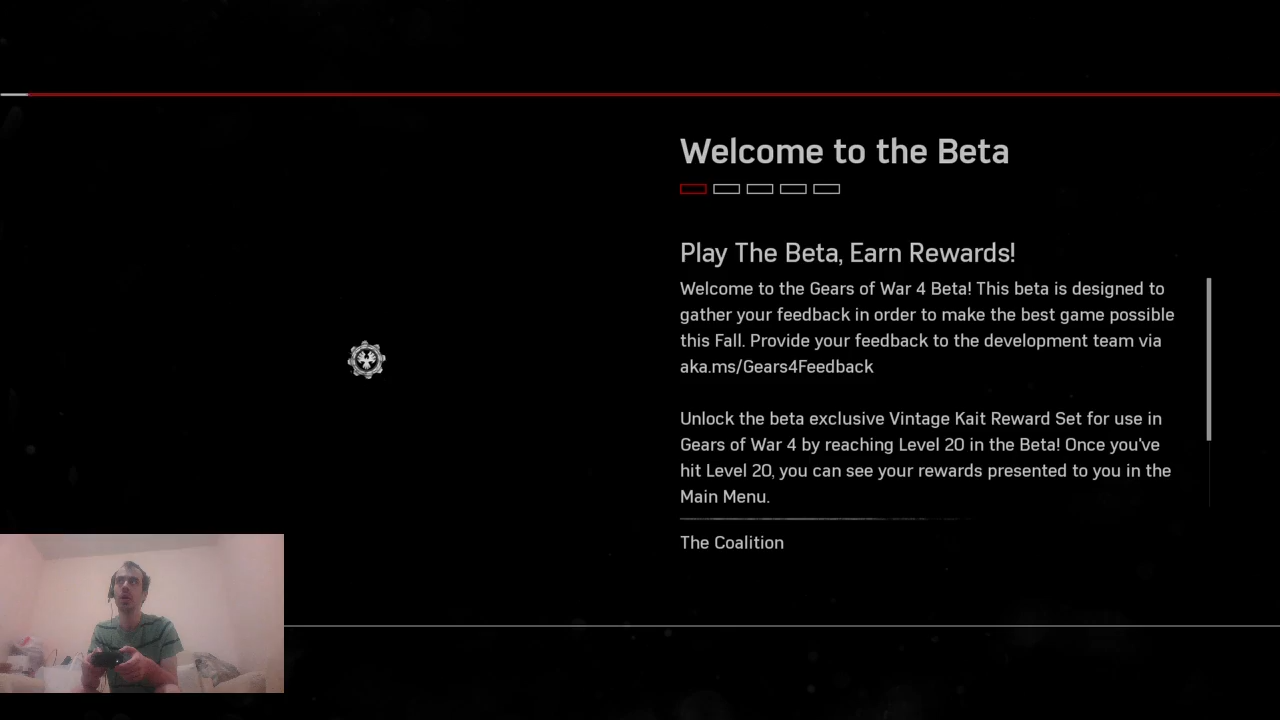 Welcome to the Beta
Play The Beta, Earn Rewards!
Welcome to the Gears of War 4 Beta! This beta is designed to
gather your feedback in order to make the best game possible
this Fall. Provide your feedback to the development team via
aka.ms/Gears4Feedback
Unlock the beta exclusive Vintage Kait Reward Set for use in
Gears of War 4 by reaching Level 20 in the Beta! Once you've
hit Level 20, you can see your rewards presented to you in the
Main Menu.
The Coalition